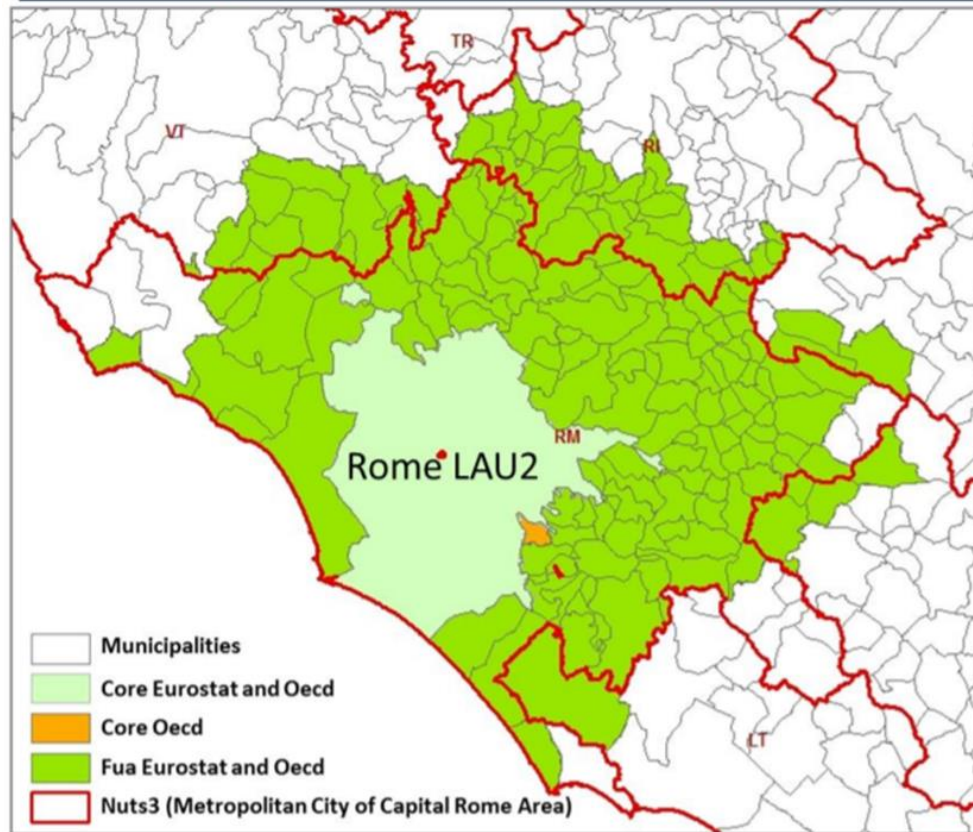 TR
VT
RI
RM
Rome LAU2
LT
Municipalities
Core Eurostat and Oecd
Core Oecd
Fua Eurostat and Oecd
Nuts3 (Metropolitan City of Capital Rome Area)